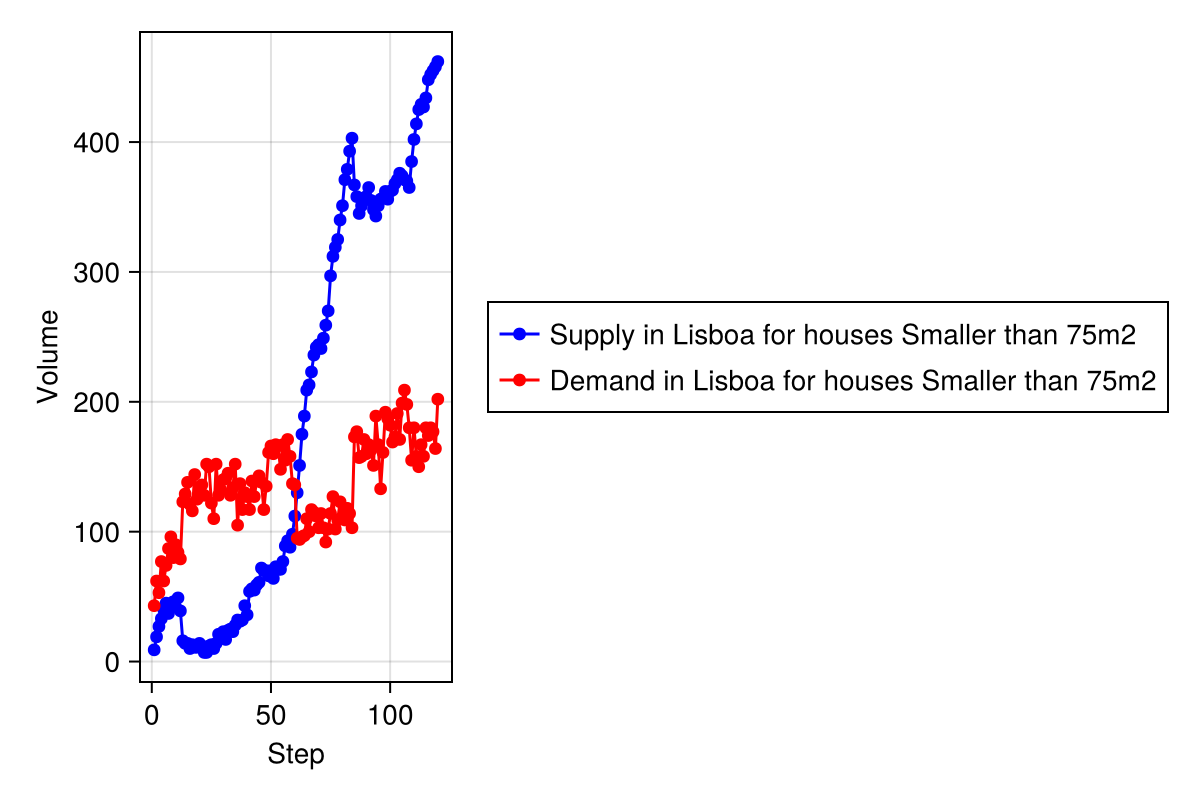 400
300
200
100
0
Volume
0 50 100
Step
Supply in Lisboa for houses Smaller than 75m2
Demand in Lisboa for houses Smaller than 75m2